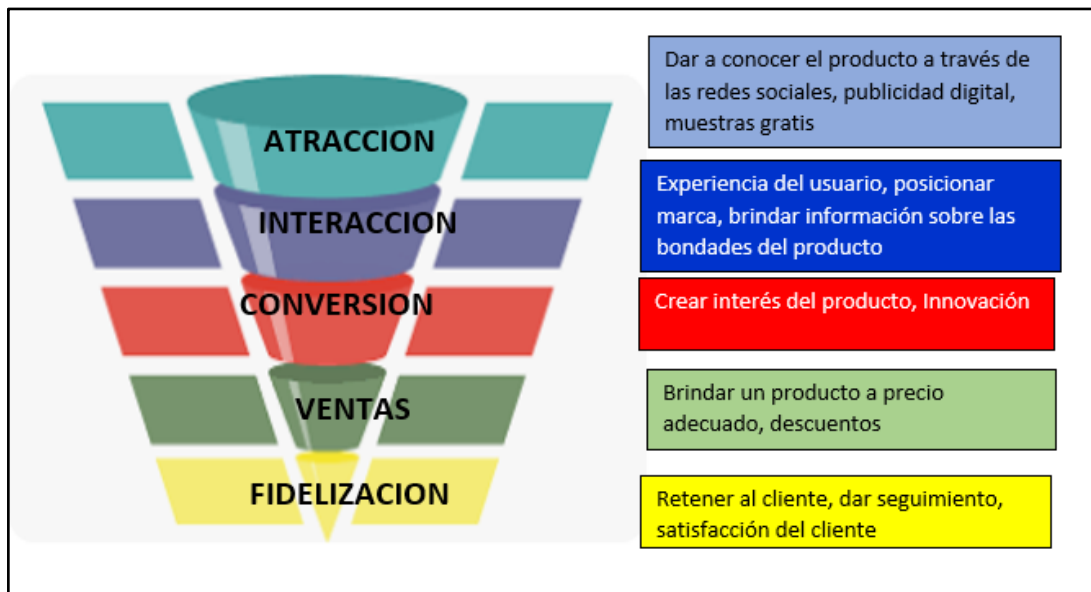 ATRACCION
Dar a conocer el producto a través de
las redes sociales, publicidad digital,
muestras gratis
INTERACCION
Experiencia del usuario, posicionar
marca, brindar información sobre las
bondades del producto
CONVERSION
Crear interés del producto, Innovación
VENTAS
Brindar un producto a precio
adecuado, descuentos
FIDELIZACION
Retener al cliente, dar seguimiento,
satisfacción del cliente